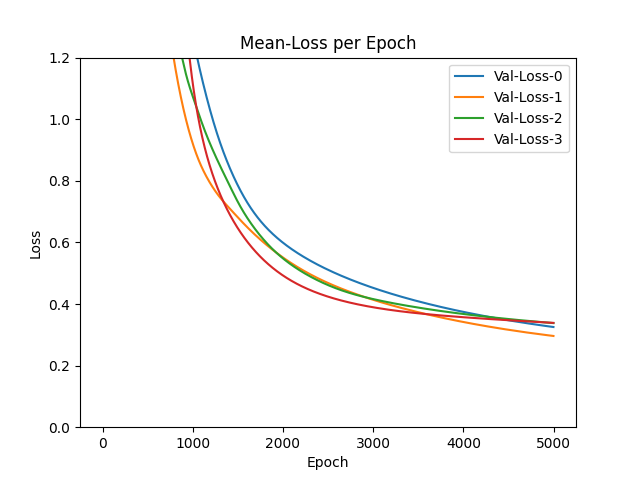 Mean-Loss per Epoch
Val-Loss-0
Val-Loss-1
Val-Loss-2
Val-Loss-3
Loss
1.2
1.0
0.8
0.6
0.4
0.2
0.0
0 1000 2000 3000 4000 5000
Epoch